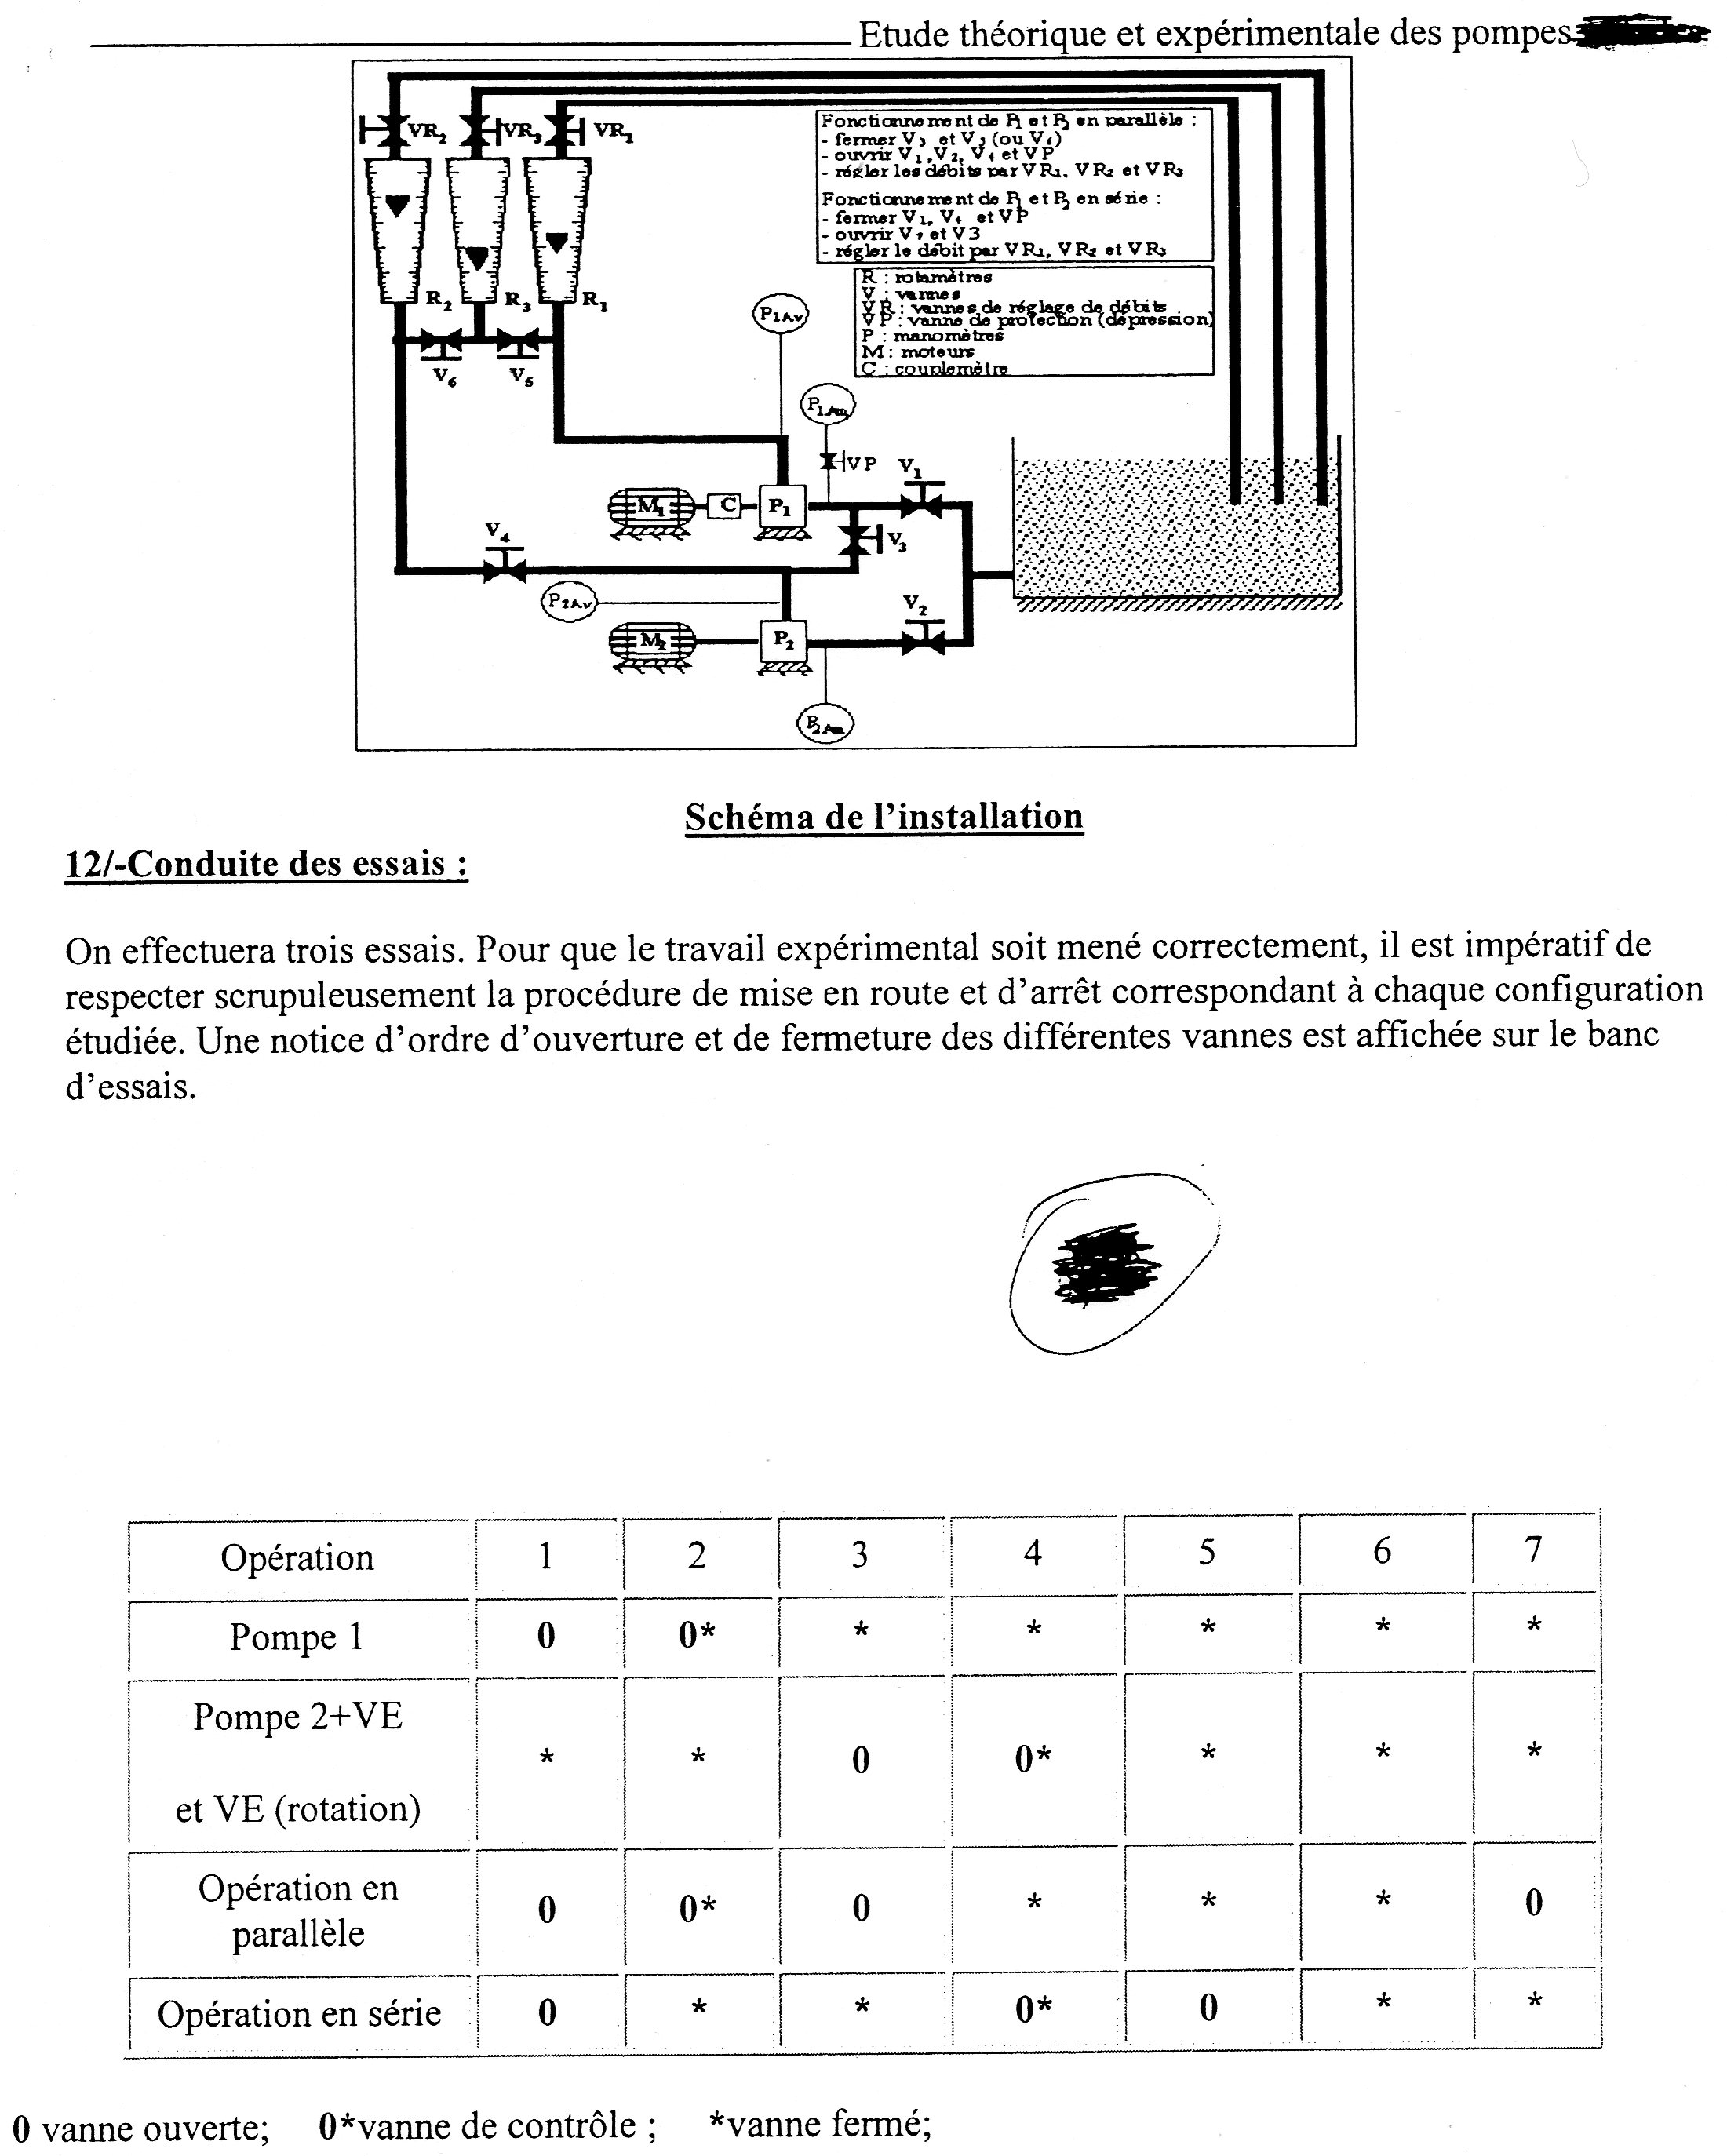 Etude théorique et expérimentale des pompes
VR₂ VR₃ VR₁
Fonctionnement de P₁ et P₂ en parallèle :
- fermer V₃ et V₅ (ou V₆)
- ouvrir V₁, V₂, V₄ et VP
- régler les débits par VR₁, VR₂ et VR₃
Fonctionnement de P₁ et P₂ en série :
- fermer V₁, V₄ et VP
- ouvrir V₂ et V3
- régler le débit par VR₁, VR₂ et VR₃
R : rotamètres
V : vannes
VR : vannes de réglage de débits
VP : vanne de protection (dépression)
P : manomètres
M : moteurs
C : couplemètre
R₂ R₃ R₁
P₁Av
V₆ V₅
P₁Am
VP V₁
M₁ C P₁
V₄ V₃
P₂Av V₂
M₂ P₂
P₂Am
Schéma de l'installation
12/-Conduite des essais :
On effectuera trois essais. Pour que le travail expérimental soit mené correctement, il est impératif de
respecter scrupuleusement la procédure de mise en route et d'arrêt correspondant à chaque configuration
étudiée. Une notice d'ordre d'ouverture et de fermeture des différentes vannes est affichée sur le banc
d'essais.
Opération 1 2 3 4 5 6 7
Pompe 1 0 0* * * * * *
Pompe 2+VE
et VE (rotation) * * 0 0* * * *
Opération en
parallèle 0 0* 0 * * * 0
Opération en série 0 * * 0* 0 * *
0 vanne ouverte; 0*vanne de contrôle ; *vanne fermé;